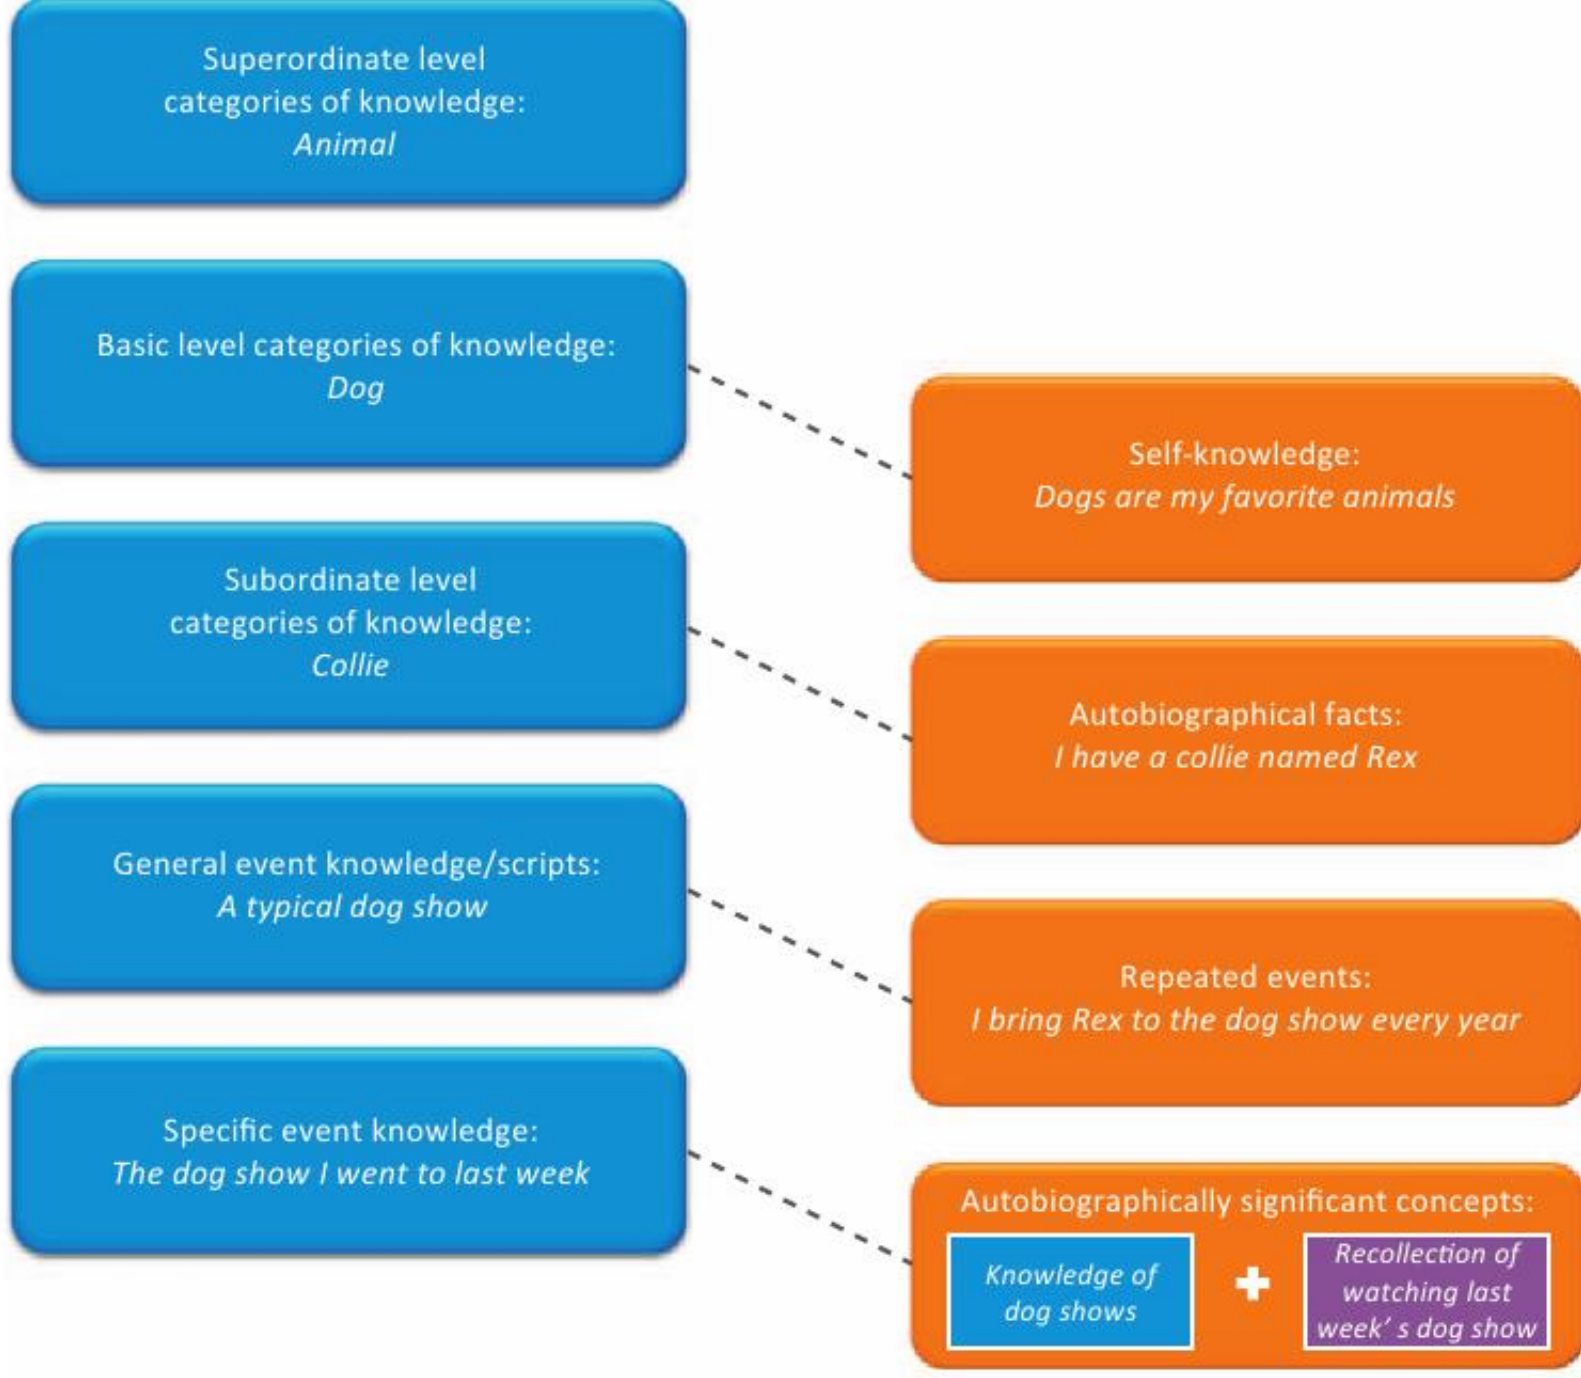 Superordinate level
categories of knowledge:
Animal
Basic level categories of knowledge:
Dog
Subordinate level
categories of knowledge:
Collie
General event knowledge/scripts:
A typical dog show
Specific event knowledge:
The dog show I went to last week
Self-knowledge:
Dogs are my favorite animals
Autobiographical facts:
I have a collie named Rex
Repeated events:
I bring Rex to the dog show every year
Autobiographically significant concepts:
Knowledge of
dog shows
+
Recollection of
watching last
week' s dog show